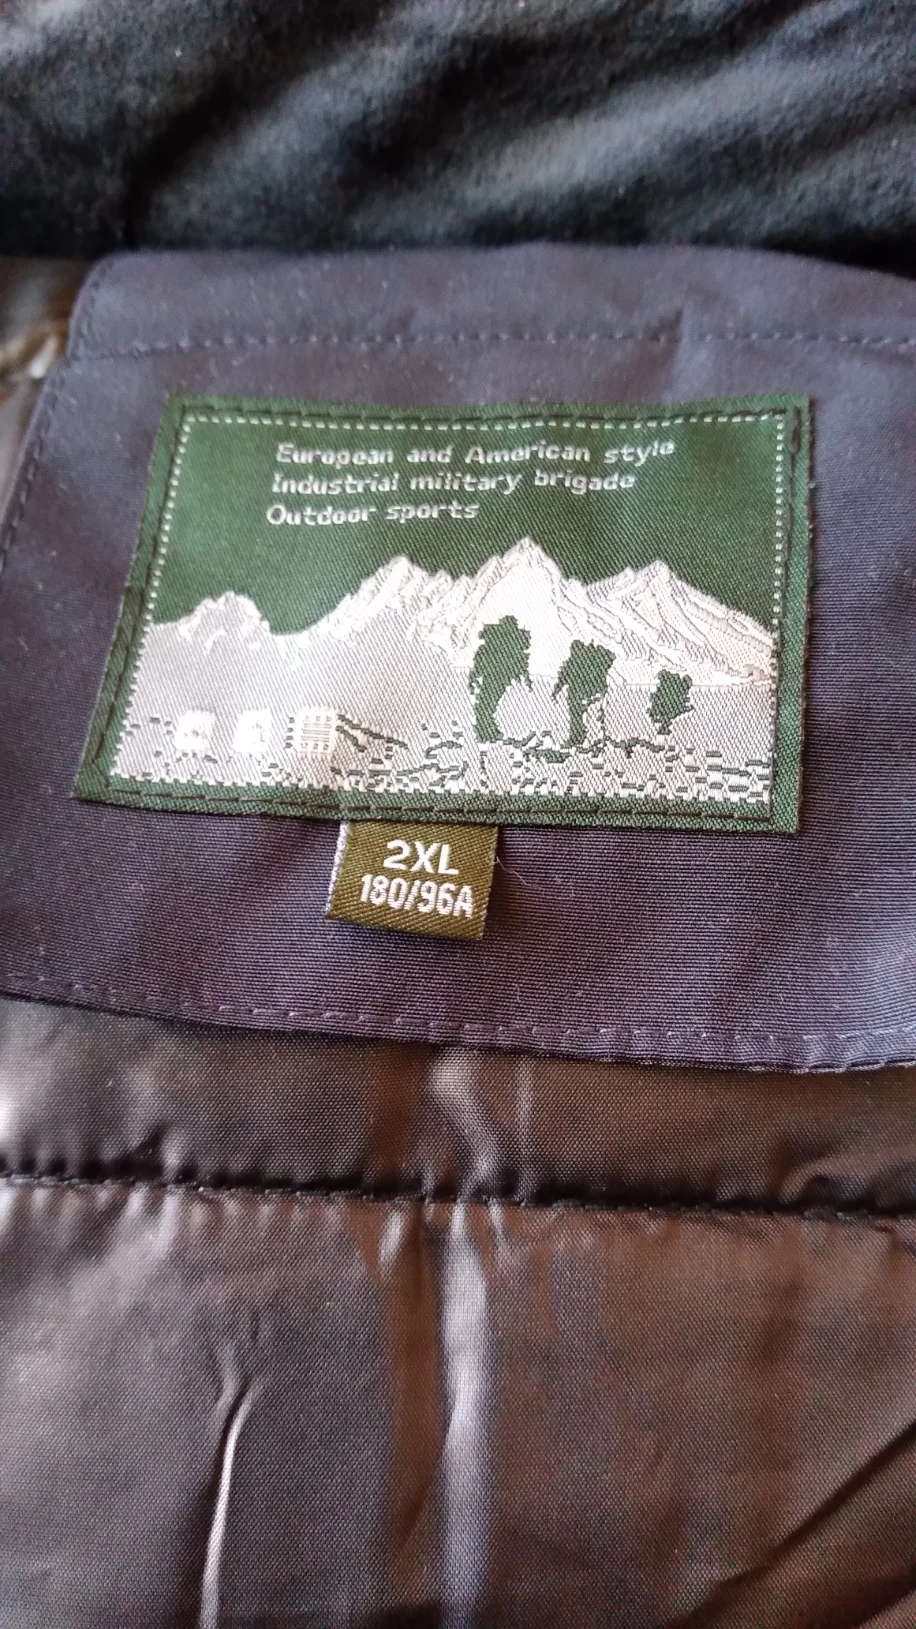 European and American style
Industrial military brigade
Outdoor sports
2XL
180/96A